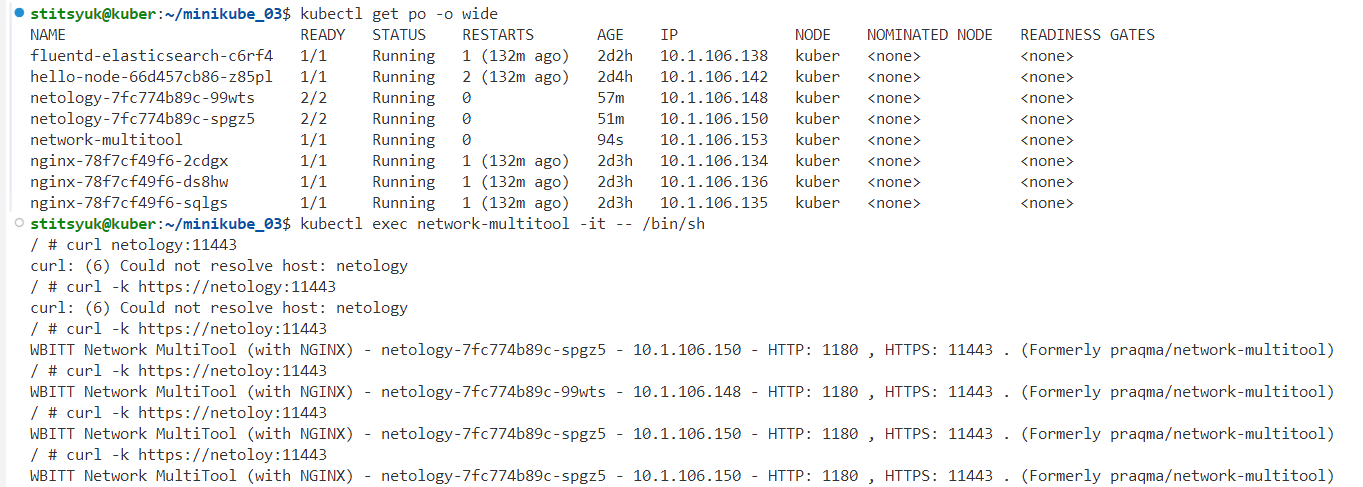 stitsyuk@kuber:~/minikube_03$ kubectl get po -o wide
NAME READY STATUS RESTARTS AGE IP NODE NOMINATED NODE READINESS GATES
fluentd-elasticsearch-c6rf4 1/1 Running 1 (132m ago) 2d2h 10.1.106.138 kuber <none> <none>
hello-node-66d457cb86-z85pl 1/1 Running 2 (132m ago) 2d4h 10.1.106.142 kuber <none> <none>
netology-7fc774b89c-99wts 2/2 Running 0 57m 10.1.106.148 kuber <none> <none>
netology-7fc774b89c-spgz5 2/2 Running 0 51m 10.1.106.150 kuber <none> <none>
network-multitool 1/1 Running 0 94s 10.1.106.153 kuber <none> <none>
nginx-78f7cf49f6-2cdgx 1/1 Running 1 (132m ago) 2d3h 10.1.106.134 kuber <none> <none>
nginx-78f7cf49f6-ds8hw 1/1 Running 1 (132m ago) 2d3h 10.1.106.136 kuber <none> <none>
nginx-78f7cf49f6-sqlgs 1/1 Running 1 (132m ago) 2d3h 10.1.106.135 kuber <none> <none>
stitsyuk@kuber:~/minikube_03$ kubectl exec network-multitool -it -- /bin/sh
/ # curl netology:11443
curl: (6) Could not resolve host: netology
/ # curl -k https://netology:11443
curl: (6) Could not resolve host: netology
/ # curl -k https://netoloy:11443
WBITT Network MultiTool (with NGINX) - netology-7fc774b89c-spgz5 - 10.1.106.150 - HTTP: 1180 , HTTPS: 11443 . (Formerly praqma/network-multitool)
/ # curl -k https://netoloy:11443
WBITT Network MultiTool (with NGINX) - netology-7fc774b89c-99wts - 10.1.106.148 - HTTP: 1180 , HTTPS: 11443 . (Formerly praqma/network-multitool)
/ # curl -k https://netoloy:11443
WBITT Network MultiTool (with NGINX) - netology-7fc774b89c-spgz5 - 10.1.106.150 - HTTP: 1180 , HTTPS: 11443 . (Formerly praqma/network-multitool)
/ # curl -k https://netoloy:11443
WBITT Network MultiTool (with NGINX) - netology-7fc774b89c-spgz5 - 10.1.106.150 - HTTP: 1180 , HTTPS: 11443 . (Formerly praqma/network-multitool)